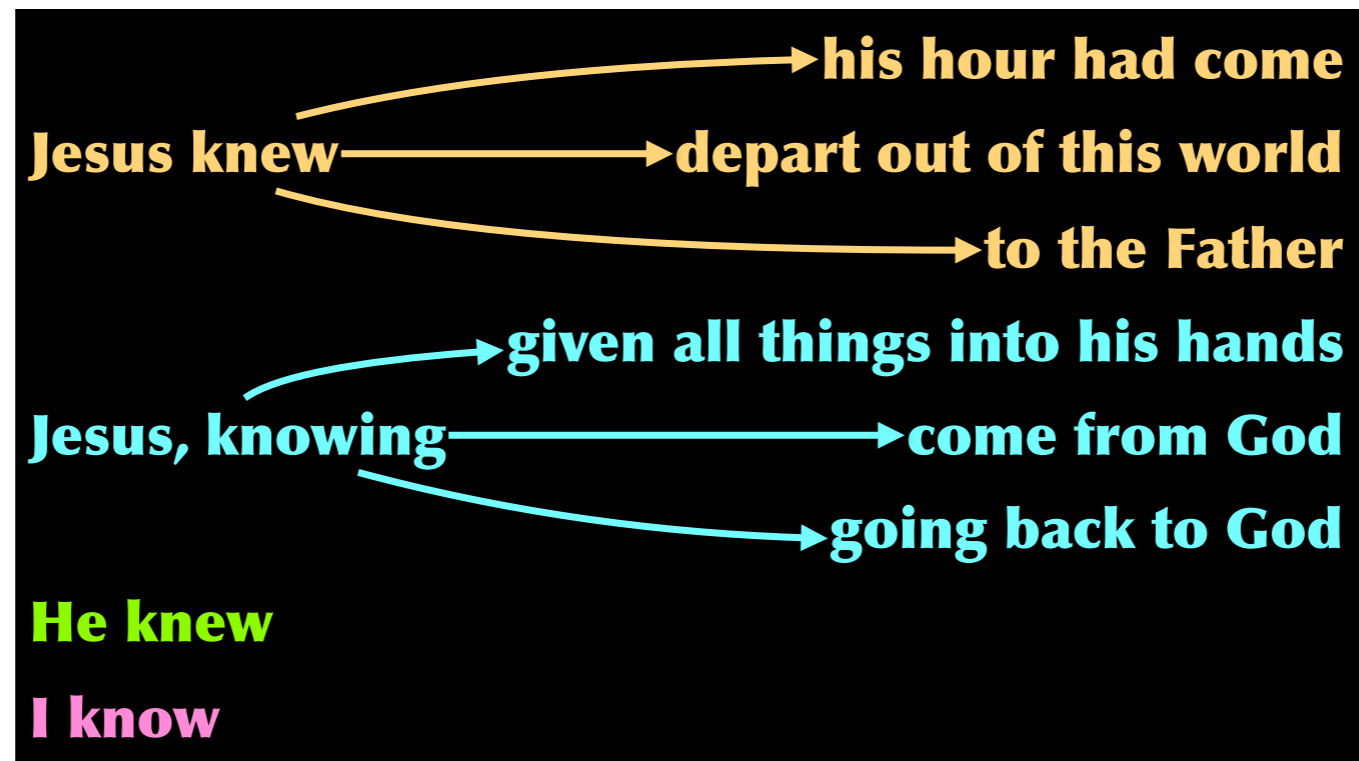 his hour had come
Jesus knew depart out of this world
to the Father
given all things into his hands
Jesus, knowing come from God
going back to God
He knew
I know